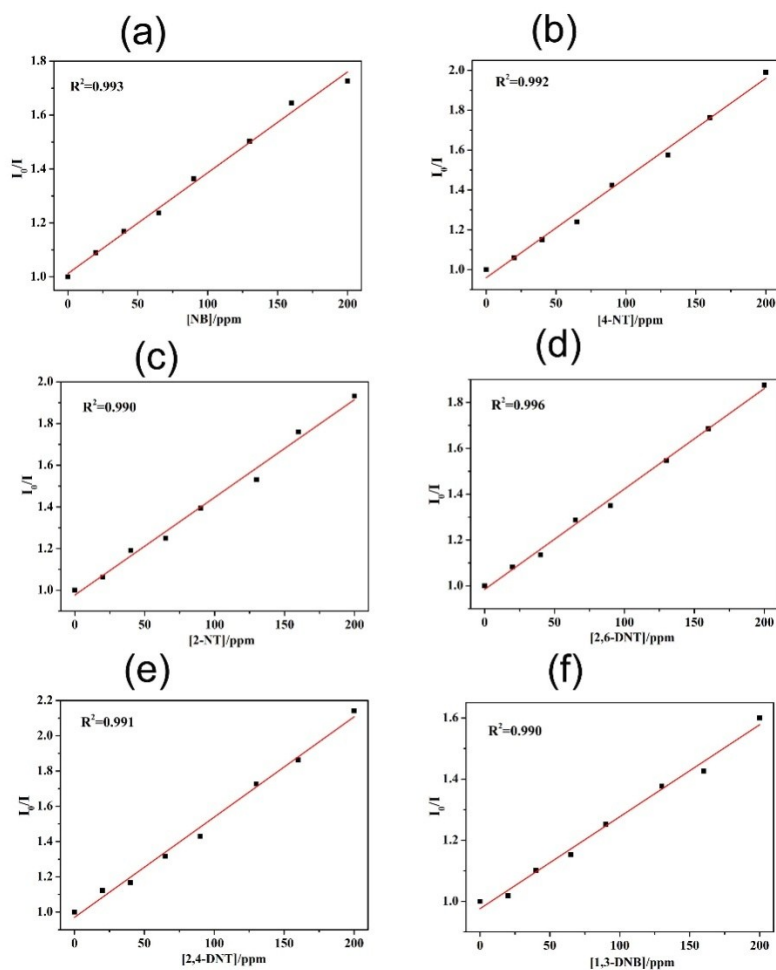 (a)
R²=0.993
1.8
1.6
1.4
1.2
1.0
I₀/I
0 50 100 150 200
[NB]/ppm
(b)
R²=0.992
2.0
1.8
1.6
1.4
1.2
1.0
I₀/I
0 50 100 150 200
[4-NT]/ppm
(c)
R²=0.990
2.0
1.8
1.6
1.4
1.2
1.0
I₀/I
0 50 100 150 200
[2-NT]/ppm
(d)
R²=0.996
1.8
1.6
1.4
1.2
1.0
I₀/I
0 50 100 150 200
[2,6-DNT]/ppm
(e)
R²=0.991
2.2
2.0
1.8
1.6
1.4
1.2
1.0
I₀/I
0 50 100 150 200
[2,4-DNT]/ppm
(f)
R²=0.990
1.6
1.4
1.2
1.0
I₀/I
0 50 100 150 200
[1,3-DNB]/ppm